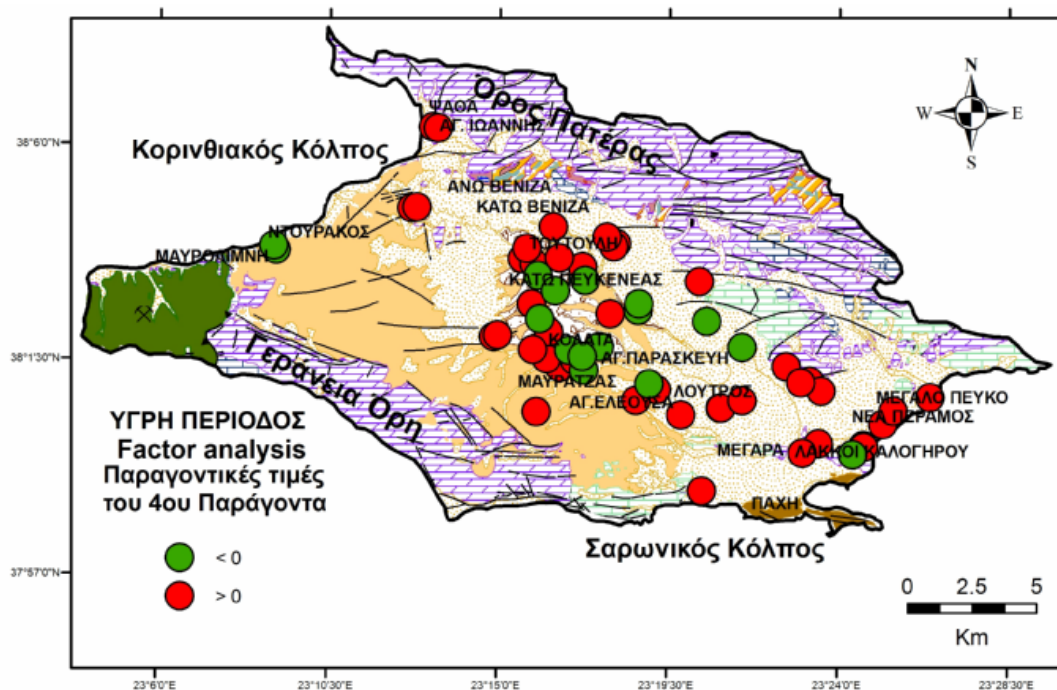 N
W E
S
ΨΑΘΑ
ΑΓ. ΙΩΑΝΝΗΣ
Όρος Πατέρας
38°6'0"N
Κορινθιακός Κόλπος
ΑΝΩ ΒΕΝΙΖΑ
ΚΑΤΩ ΒΕΝΙΖΑ
ΝΤΟΥΡΑΚΟΣ
ΤΟΥΤΟΥΛΗ
ΜΑΥΡΟΛΙΜΝΗ
ΚΑΤΩ ΠΕΥΚΕΝΕΑΣ
ΚΟΛΑΤΑ
38°1'30"N
ΑΓ.ΠΑΡΑΣΚΕΥΗ
Γεράνεια Όρη
ΜΑΥΡΑΤΖΑΣ
ΛΟΥΤΡΟΣ
ΜΕΓΑΛΟ ΠΕΥΚΟ
ΑΓ.ΕΛΕΟΥΣΑ
ΝΕΑ ΠΕΡΑΜΟΣ
ΥΓΡΗ ΠΕΡΙΟΔΟΣ
Factor analysis
Παραγοντικές τιμές
του 4ου Παράγοντα
ΜΕΓΑΡΑ
ΛΑΚΚΟΙ ΚΑΛΟΓΗΡΟΥ
ΠΑΧΗ
Σαρωνικός Κόλπος
< 0
> 0
37°57'0"N
0 2.5 5
Km
23°6'0"E 23°10'30"E 23°15'0"E 23°19'30"E 23°24'0"E 23°28'30"E